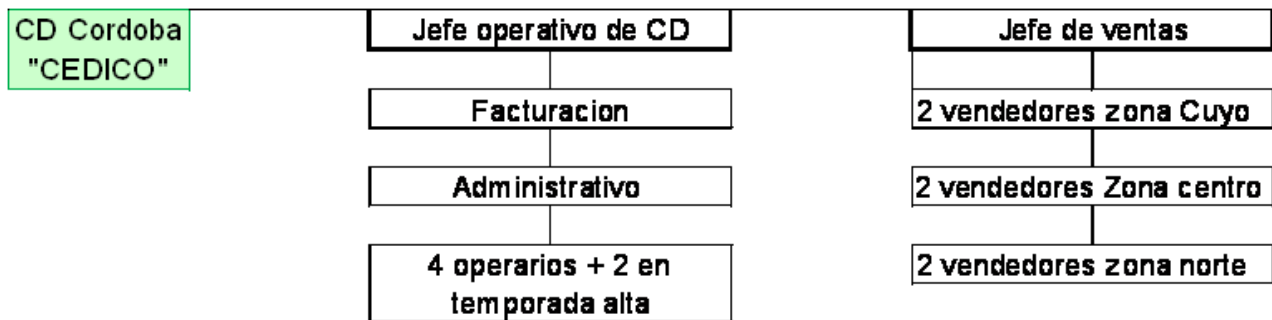 CD Cordoba
"CEDICO"
Jefe operativo de CD
Facturacion
Administrativo
4 operarios + 2 en
temporada alta
Jefe de ventas
2 vendedores zona Cuyo
2 vendedores Zona centro
2 vendedores zona norte